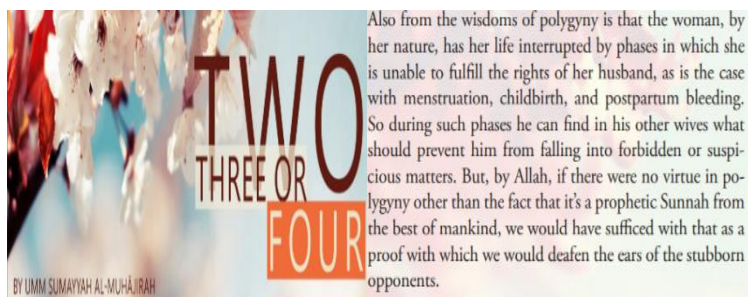 TWO
THREE OR
FOUR
BY UMM SUMAYYAH AL-MUHĀJIRAH
Also from the wisdoms of polygyny is that the woman, by
her nature, has her life interrupted by phases in which she
is unable to fulfill the rights of her husband, as is the case
with menstruation, childbirth, and postpartum bleeding.
So during such phases he can find in his other wives what
should prevent him from falling into forbidden or suspi-
cious matters. But, by Allah, if there were no virtue in po-
lygyny other than the fact that it's a prophetic Sunnah from
the best of mankind, we would have sufficed with that as a
proof with which we would deafen the ears of the stubborn
opponents.